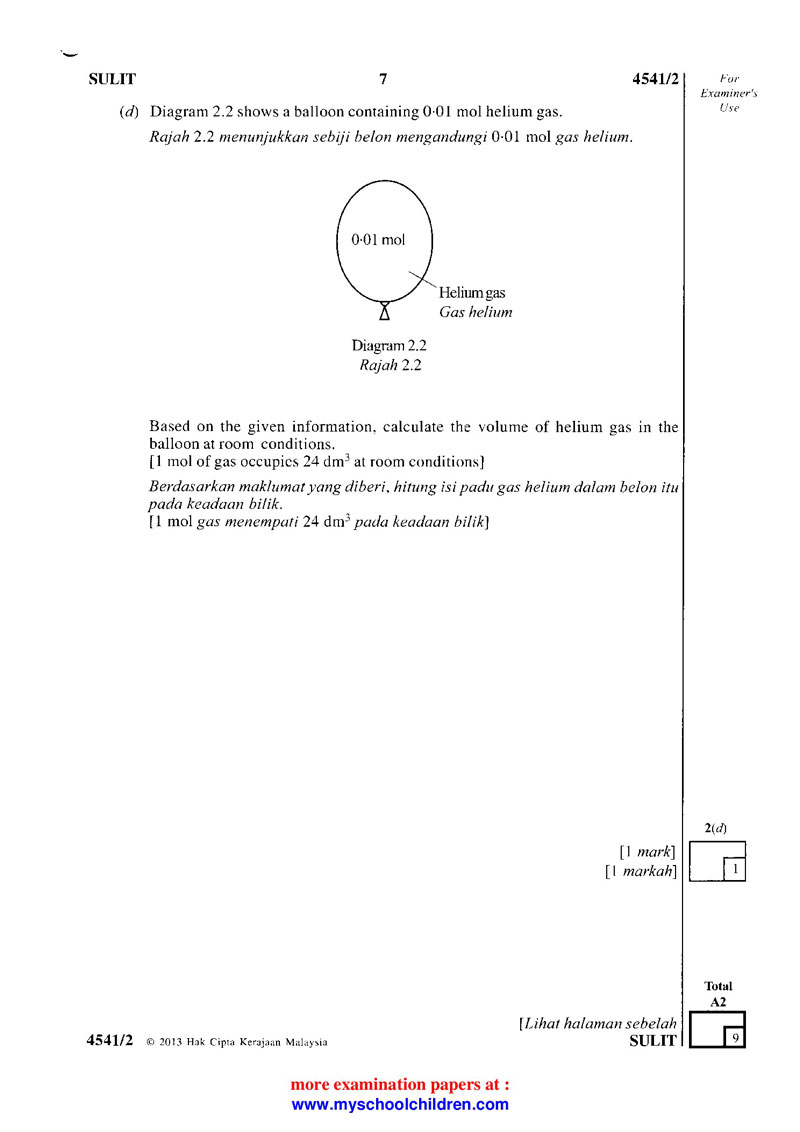 SULIT 7 4541/2
For
Examiner's
Use
(d) Diagram 2.2 shows a balloon containing 0·01 mol helium gas.
Rajah 2.2 menunjukkan sebiji belon mengandungi 0·01 mol gas helium.
0·01 mol
Helium gas
Gas helium
Diagram 2.2
Rajah 2.2
Based on the given information, calculate the volume of helium gas in the
balloon at room conditions.
[1 mol of gas occupies 24 dm³ at room conditions]
Berdasarkan maklumat yang diberi, hitung isi padu gas helium dalam belon itu
pada keadaan bilik.
[1 mol gas menempati 24 dm³ pada keadaan bilik]
2(d)
[1 mark]
[1 markah]
1
Total
A2
9
[Lihat halaman sebelah
4541/2 © 2013 Hak Cipta Kerajaan Malaysia SULIT
more examination papers at :
www.myschoolchildren.com